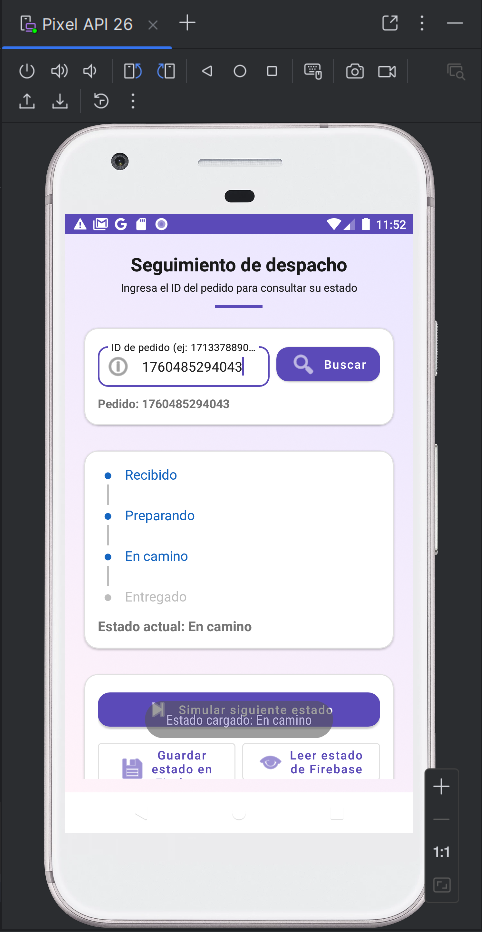 Pixel API 26
11:52
Seguimiento de despacho
Ingresa el ID del pedido para consultar su estado
ID de pedido (ej: 1713378890...
1760485294043
Buscar
Pedido: 1760485294043
Recibido
Preparando
En camino
Entregado
Estado actual: En camino
Simular siguiente estado
Estado cargado: En camino
Guardar
estado en
Leer estado
de Firebase
1:1